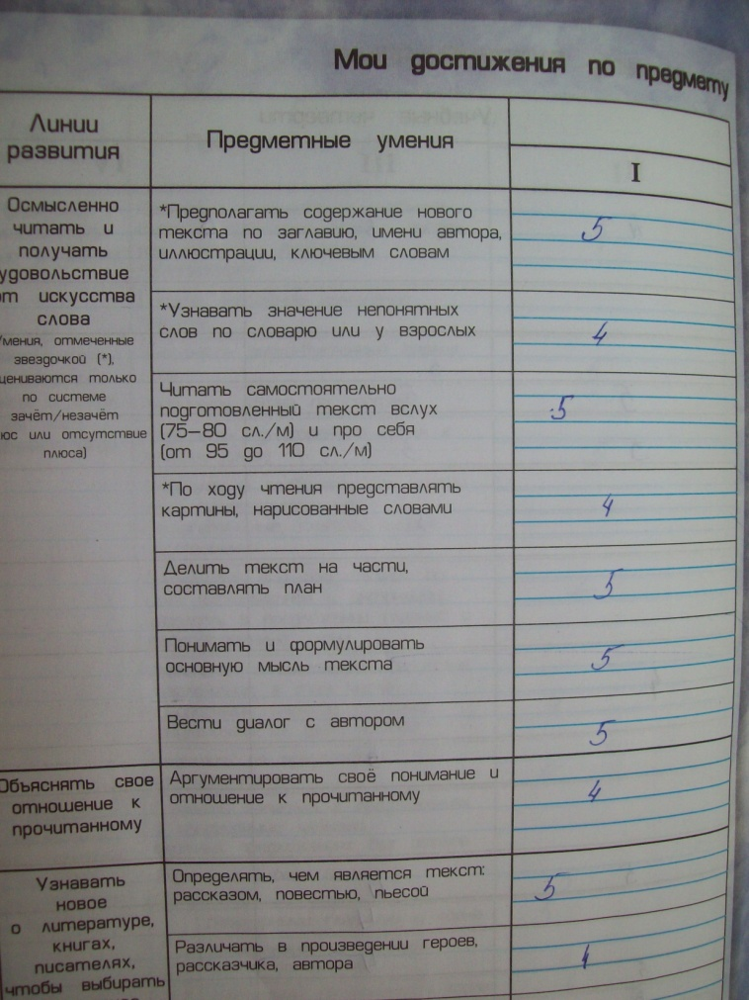 Мои достижения по предмету
Линии
развития
Предметные умения
I
Осмысленно
читать и
получать
удовольствие
от искусства
слова
умения, отмеченные
звездочкой (*),
цениваются только
по системе
зачёт/незачёт
юс или отсутствие
плюса)
*Предполагать содержание нового
текста по заглавию, имени автора,
иллюстрации, ключевым словам
5
*Узнавать значение непонятных
слов по словарю или у взрослых
4
Читать самостоятельно
подготовленный текст вслух
(75–80 сл./м) и про себя
(от 95 до 110 сл./м)
5
*По ходу чтения представлять
картины, нарисованные словами
4
Делить текст на части,
составлять план
5
Понимать и формулировать
основную мысль текста
5
Вести диалог с автором
5
Объяснять свое
отношение к
прочитанному
Аргументировать своё понимание и
отношение к прочитанному
4
Узнавать
новое
о литературе,
книгах,
писателях,
чтобы выбирать
Определять, чем является текст:
рассказом, повестью, пьесой
5
Различать в произведении героев,
рассказчика, автора
4